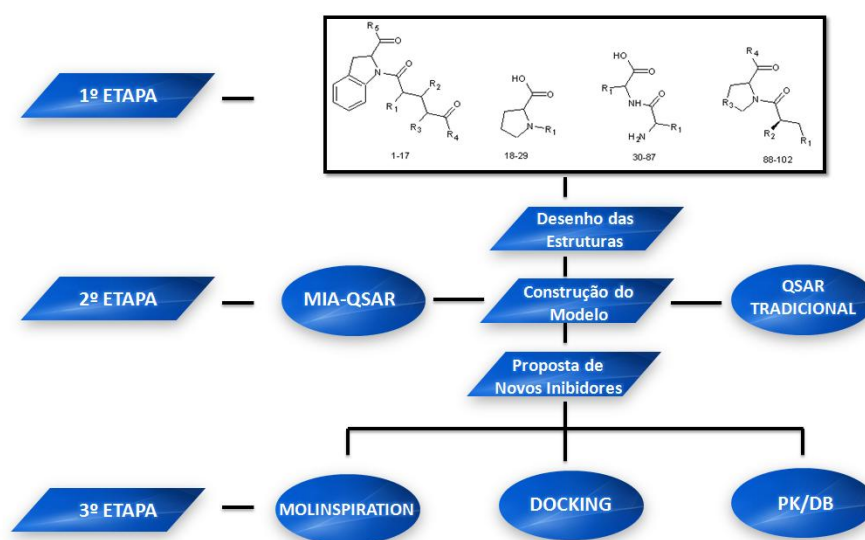 1º ETAPA
R5
O
N
O
R2
R1
O
R3
R4
1-17
HO
O
N
R1
18-29
HO
O
R1
NH
O
H2N
R1
30-87
R4
O
N
R3
O
R2
R1
88-102
Desenho das
Estruturas
2º ETAPA
MIA-QSAR
Construção do
Modelo
QSAR
TRADICIONAL
Proposta de
Novos Inibidores
3º ETAPA
MOLINSPIRATION
DOCKING
PK/DB